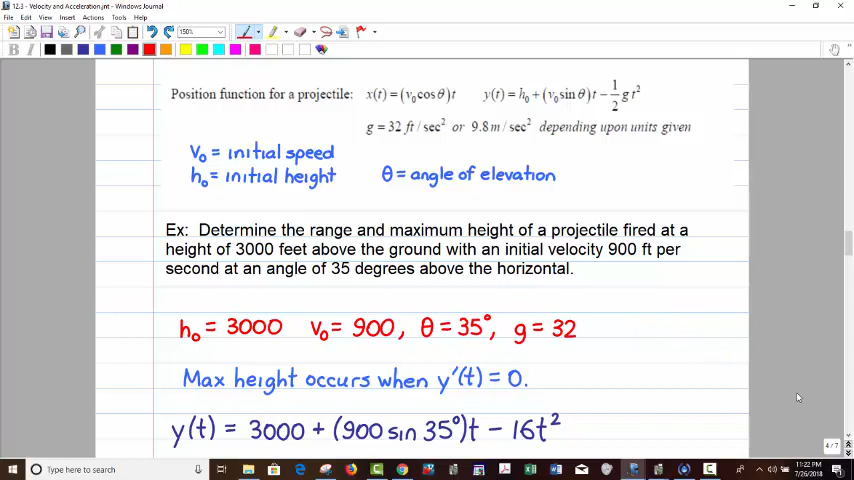 12.3 - Velocity and Acceleration.jnt - Windows Journal
File Edit View Insert Actions Tools Help
150%
B I
Position function for a projectile: x(t) = (v₀cosθ)t y(t) = h₀ + (v₀sinθ)t − 1/2 gt²
g = 32 ft / sec² or 9.8m / sec² depending upon units given
v₀ = initial speed
h₀ = initial height θ = angle of elevation
Ex: Determine the range and maximum height of a projectile fired at a
height of 3000 feet above the ground with an initial velocity 900 ft per
second at an angle of 35 degrees above the horizontal.
h₀ = 3000 v₀ = 900, θ = 35°, g = 32
Max height occurs when y′(t) = 0.
y(t) = 3000 + (900 sin 35°)t − 16t²
4 / 7
Type here to search
11:22 PM
7/26/2018